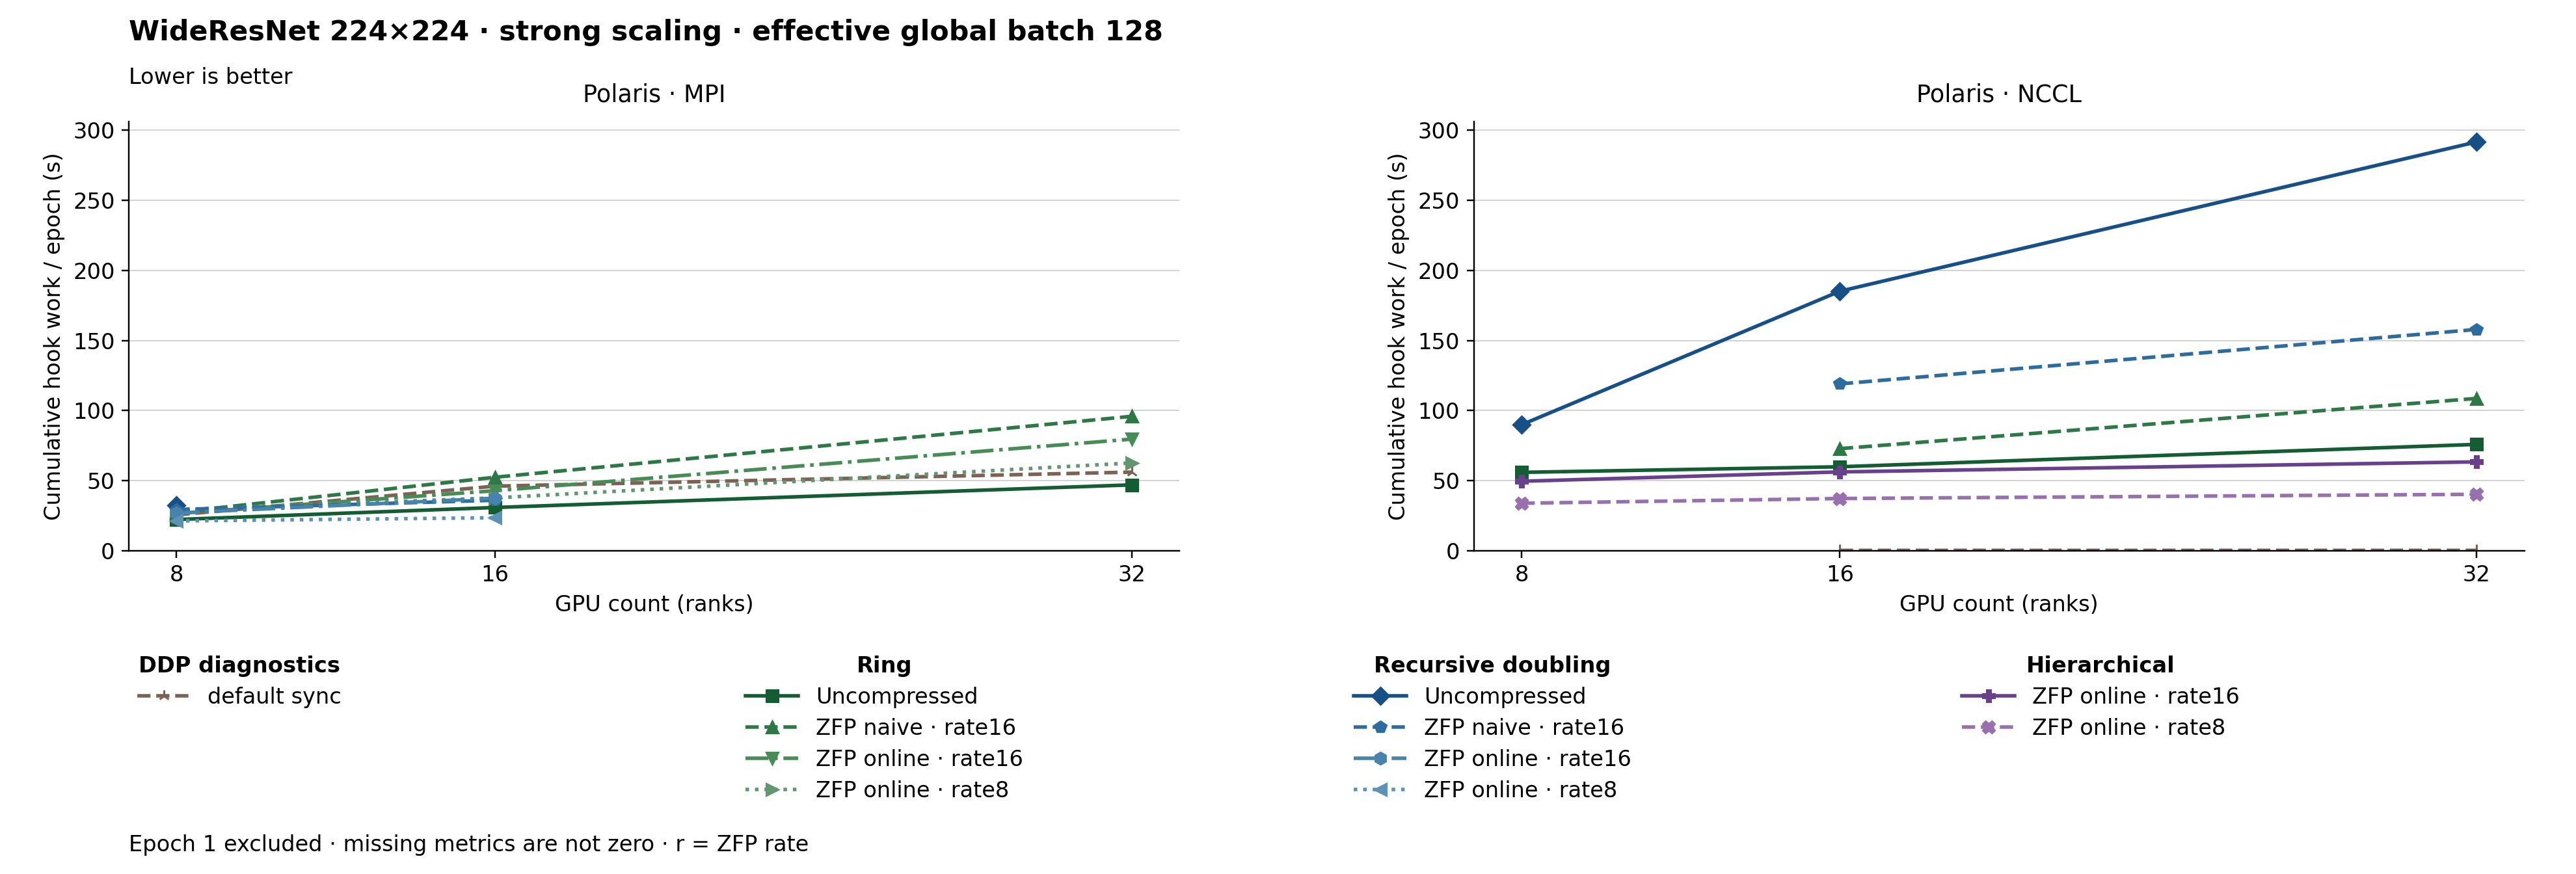 WideResNet 224×224 · strong scaling · effective global batch 128
Lower is better
Polaris · MPI
Cumulative hook work / epoch (s)
300
250
200
150
100
50
0
8
16
32
GPU count (ranks)
Polaris · NCCL
Cumulative hook work / epoch (s)
300
250
200
150
100
50
0
8
16
32
GPU count (ranks)
DDP diagnostics
default sync
Ring
Uncompressed
ZFP naive · rate16
ZFP online · rate16
ZFP online · rate8
Recursive doubling
Uncompressed
ZFP naive · rate16
ZFP online · rate16
ZFP online · rate8
Hierarchical
ZFP online · rate16
ZFP online · rate8
Epoch 1 excluded · missing metrics are not zero · r = ZFP rate